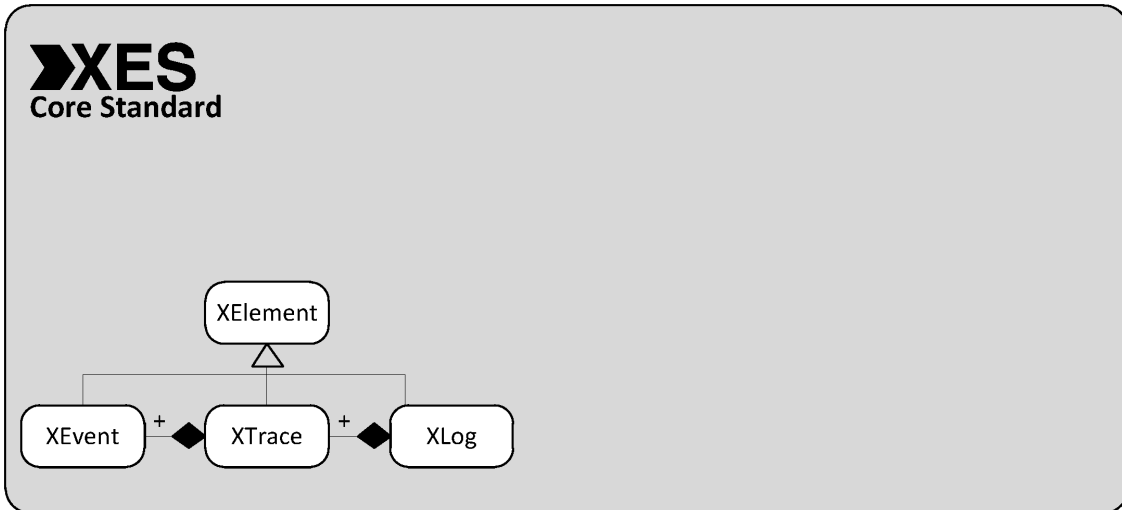 XES
Core Standard
XElement
XEvent + XTrace + XLog